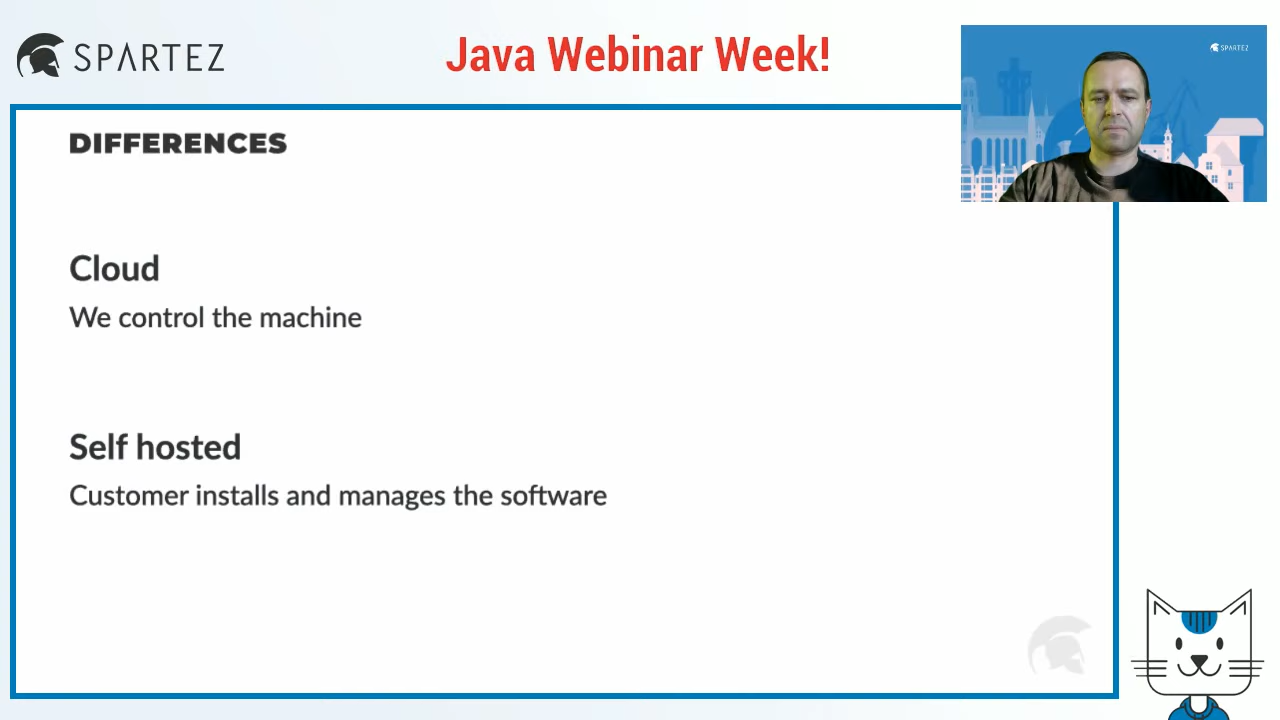 SPARTEZ
Java Webinar Week!
SPARTEZ
DIFFERENCES
Cloud
We control the machine
Self hosted
Customer installs and manages the software